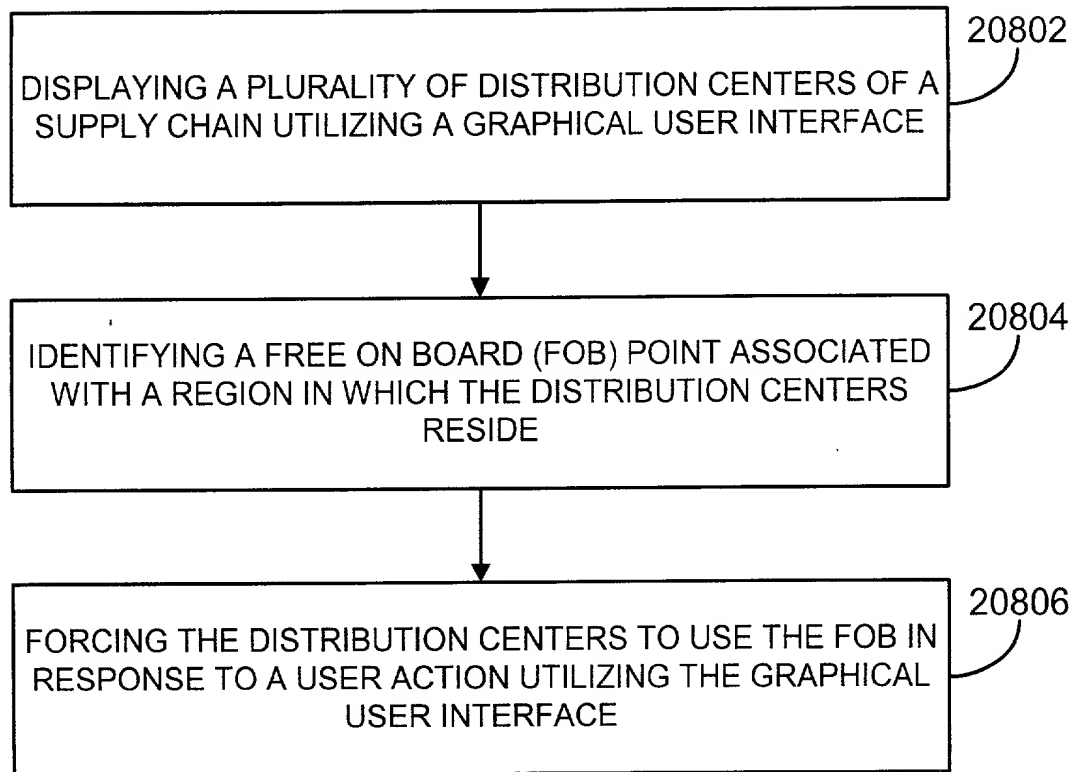 20802
DISPLAYING A PLURALITY OF DISTRIBUTION CENTERS OF A
SUPPLY CHAIN UTILIZING A GRAPHICAL USER INTERFACE
20804
IDENTIFYING A FREE ON BOARD (FOB) POINT ASSOCIATED
WITH A REGION IN WHICH THE DISTRIBUTION CENTERS
RESIDE
20806
FORCING THE DISTRIBUTION CENTERS TO USE THE FOB IN
RESPONSE TO A USER ACTION UTILIZING THE GRAPHICAL
USER INTERFACE